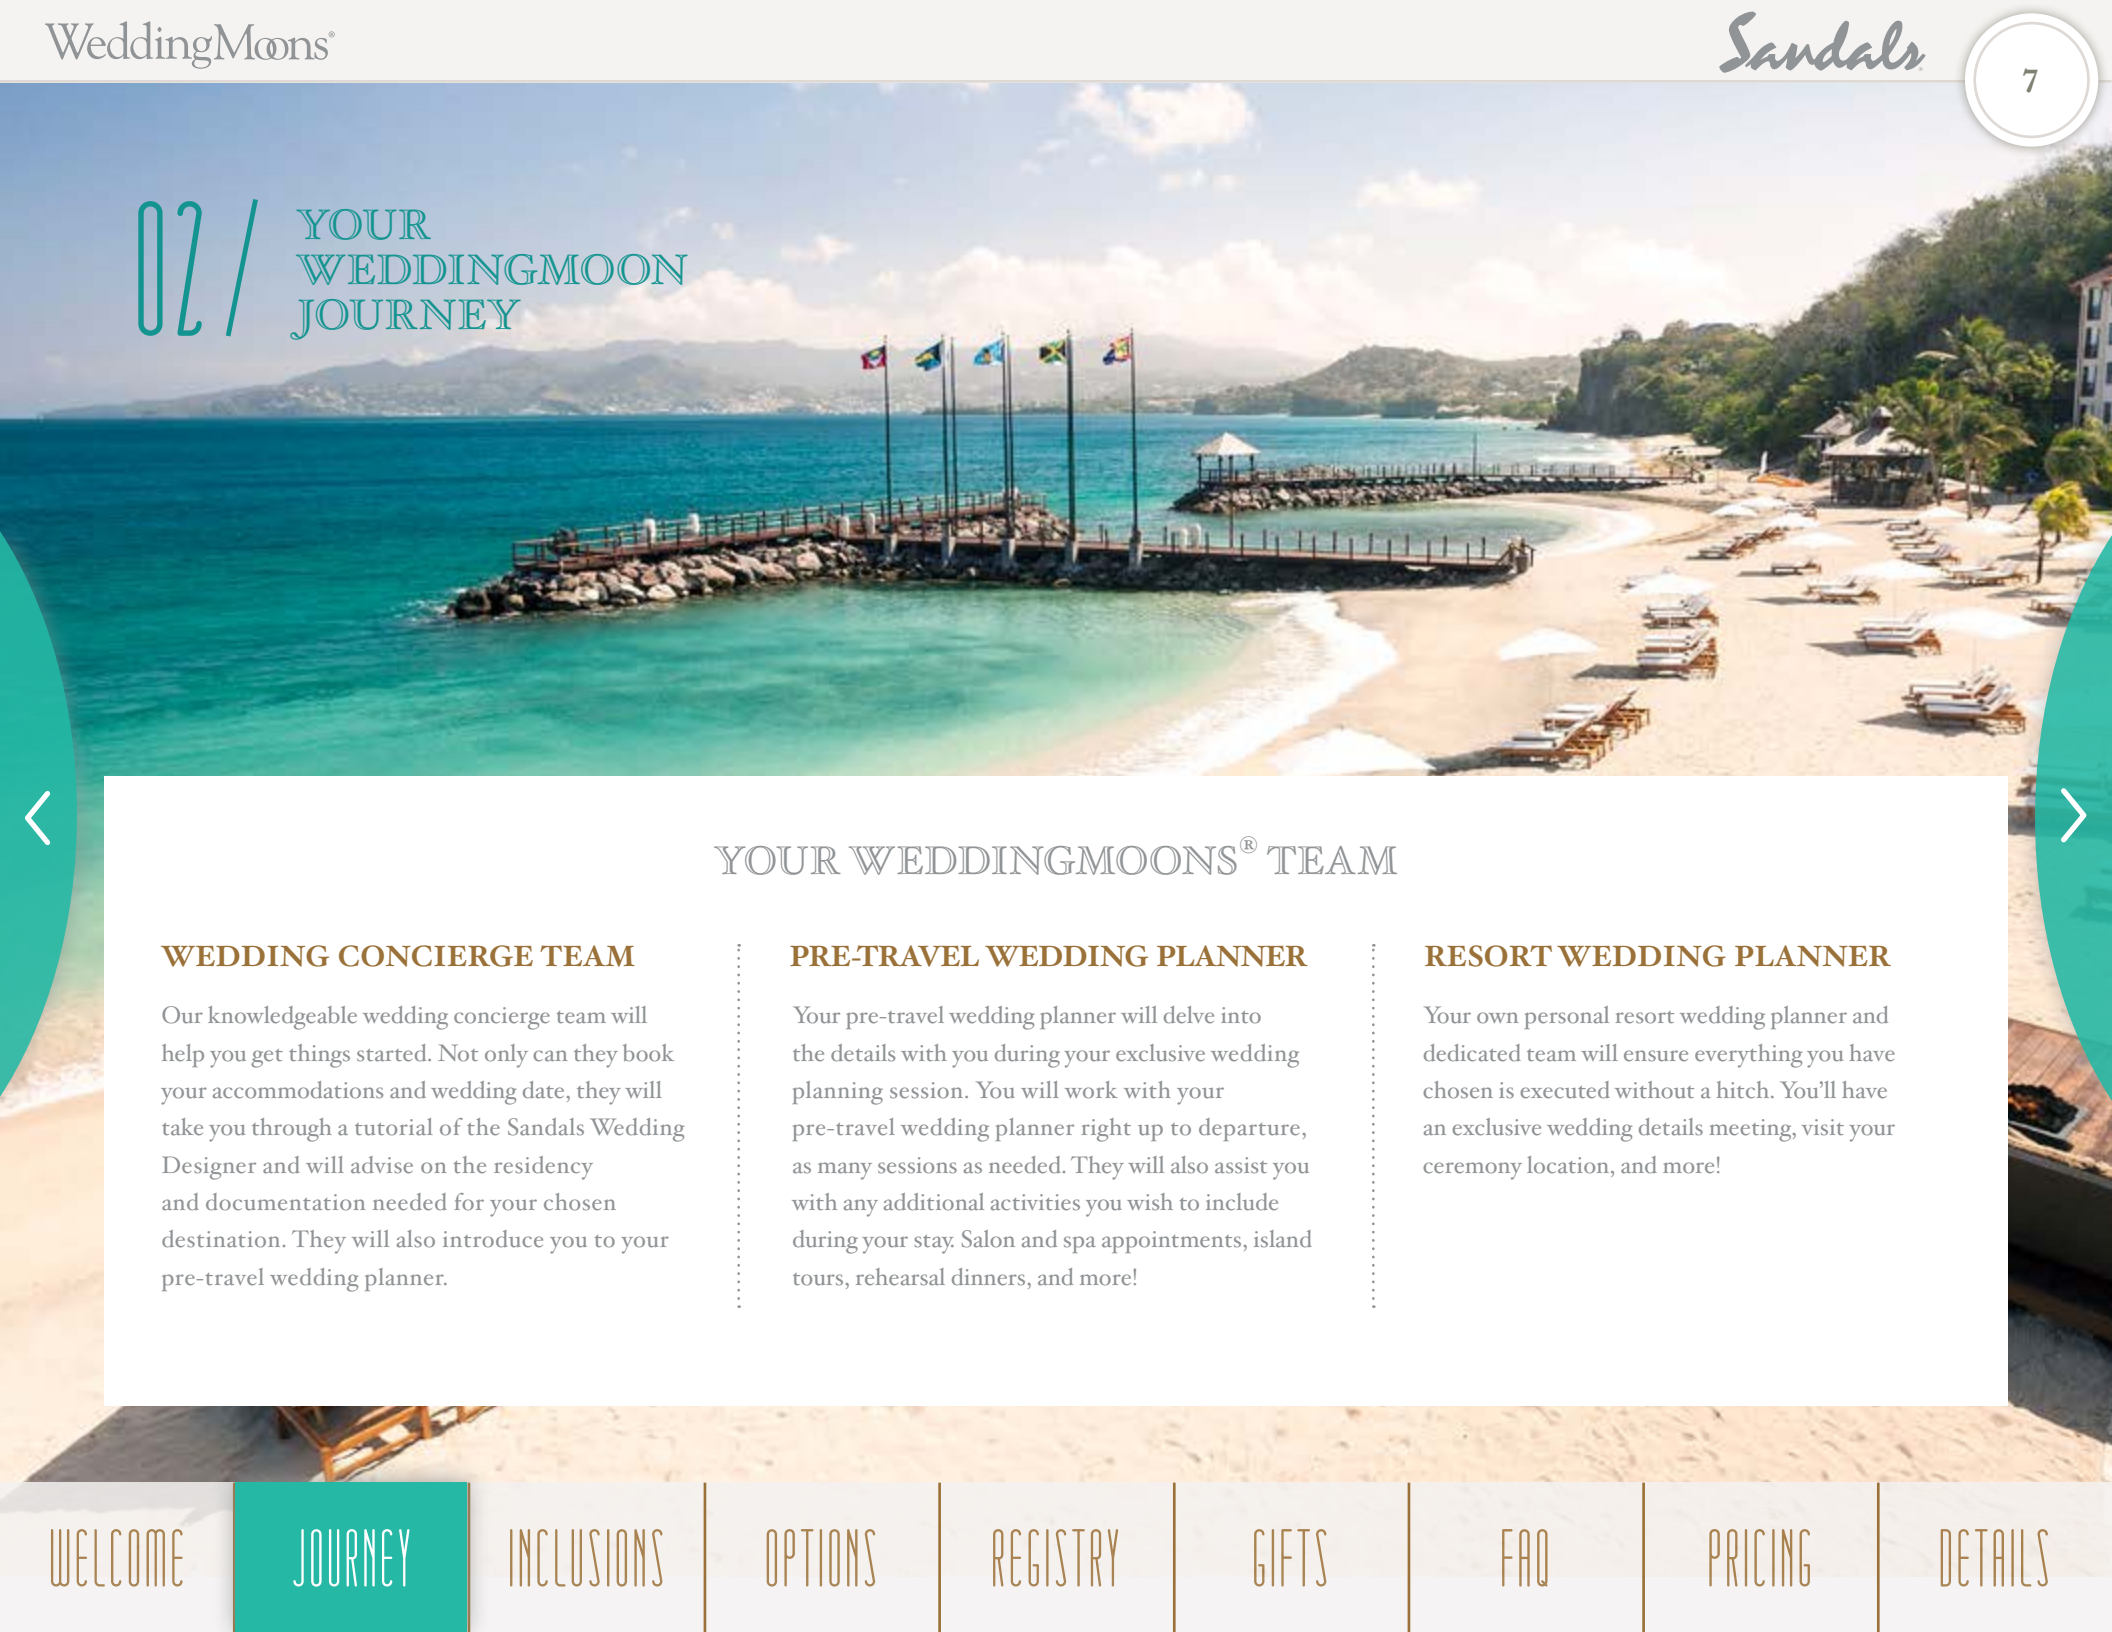 WeddingMoons®
Sandals
7
02/
YOUR
WEDDINGMOON
JOURNEY
YOUR WEDDINGMOONS® TEAM
WEDDING CONCIERGE TEAM
Our knowledgeable wedding concierge team will
help you get things started. Not only can they book
your accommodations and wedding date, they will
take you through a tutorial of the Sandals Wedding
Designer and will advise on the residency
and documentation needed for your chosen
destination. They will also introduce you to your
pre-travel wedding planner.
PRE-TRAVEL WEDDING PLANNER
Your pre-travel wedding planner will delve into
the details with you during your exclusive wedding
planning session. You will work with your
pre-travel wedding planner right up to departure,
as many sessions as needed. They will also assist you
with any additional activities you wish to include
during your stay. Salon and spa appointments, island
tours, rehearsal dinners, and more!
RESORT WEDDING PLANNER
Your own personal resort wedding planner and
dedicated team will ensure everything you have
chosen is executed without a hitch. You’ll have
an exclusive wedding details meeting, visit your
ceremony location, and more!
WELCOME
JOURNEY
INCLUSIONS
OPTIONS
REGISTRY
GIFTS
FAQ
PRICING
DETAILS